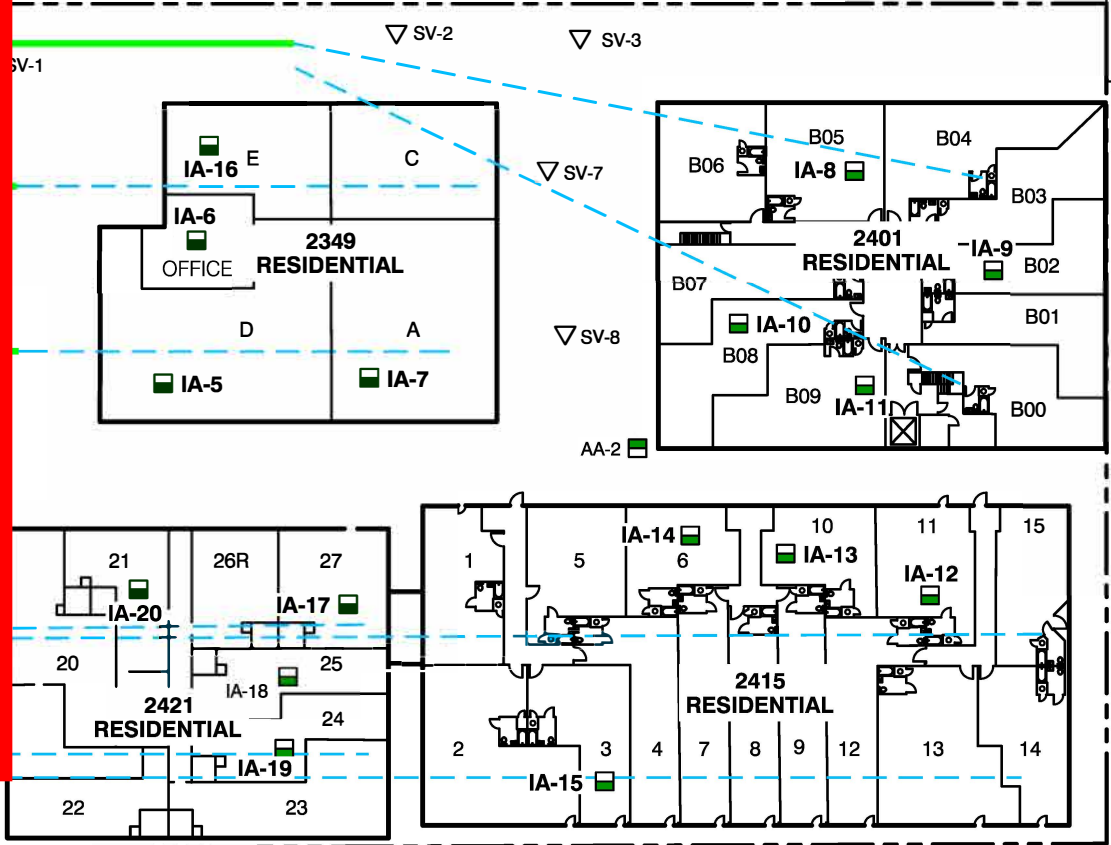 SV-2
SV-3
SV-1
E
C
IA-16
IA-6
OFFICE
2349
RESIDENTIAL
D
A
IA-5
IA-7
SV-7
SV-8
AA-2
B06
B05
B04
IA-8
B03
2401
RESIDENTIAL
IA-9
B02
B07
B01
IA-10
B08
B09
IA-11
B00
21
26R
27
IA-20
IA-17
20
25
IA-18
2421
RESIDENTIAL
24
IA-19
22
23
1
5
IA-14
6
10
IA-13
11
IA-12
15
2415
RESIDENTIAL
2
3
4
7
8
9
12
13
14
IA-15